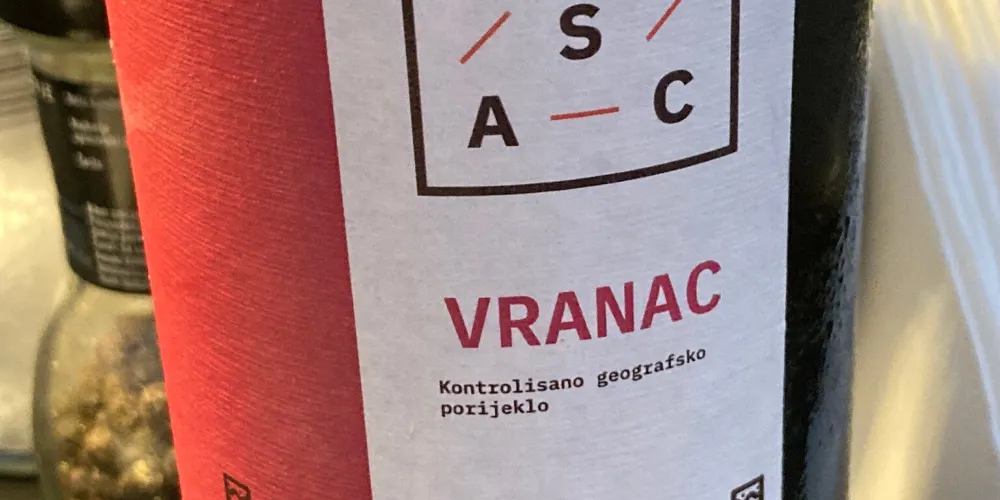 S
A C
VRANAC
Kontrolisano geografsko
porijeklo